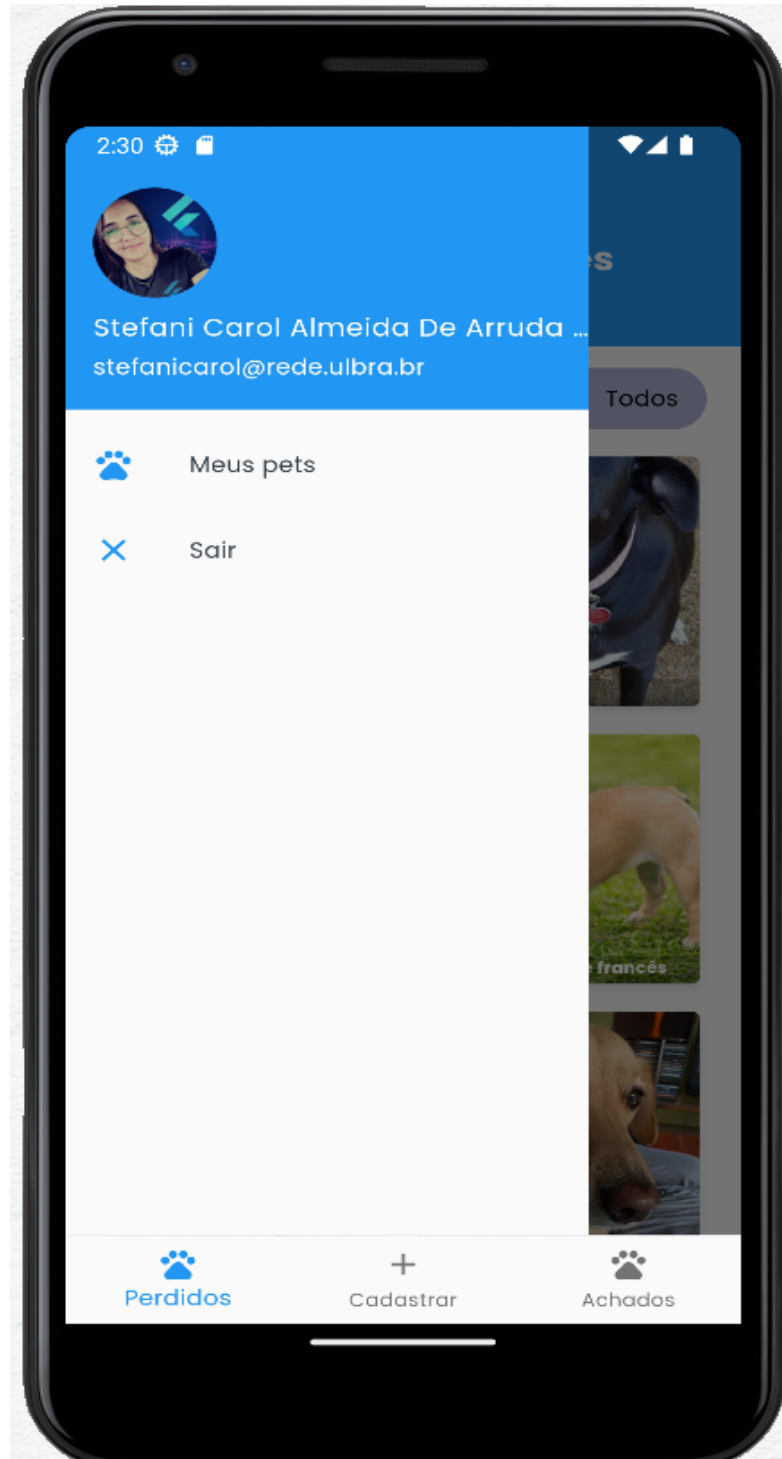 2:30
s
Stefani Carol Almeida De Arruda ...
stefanicarol@rede.ulbra.br
Todos
Meus pets
Sair
francês
Perdidos
Cadastrar
Achados